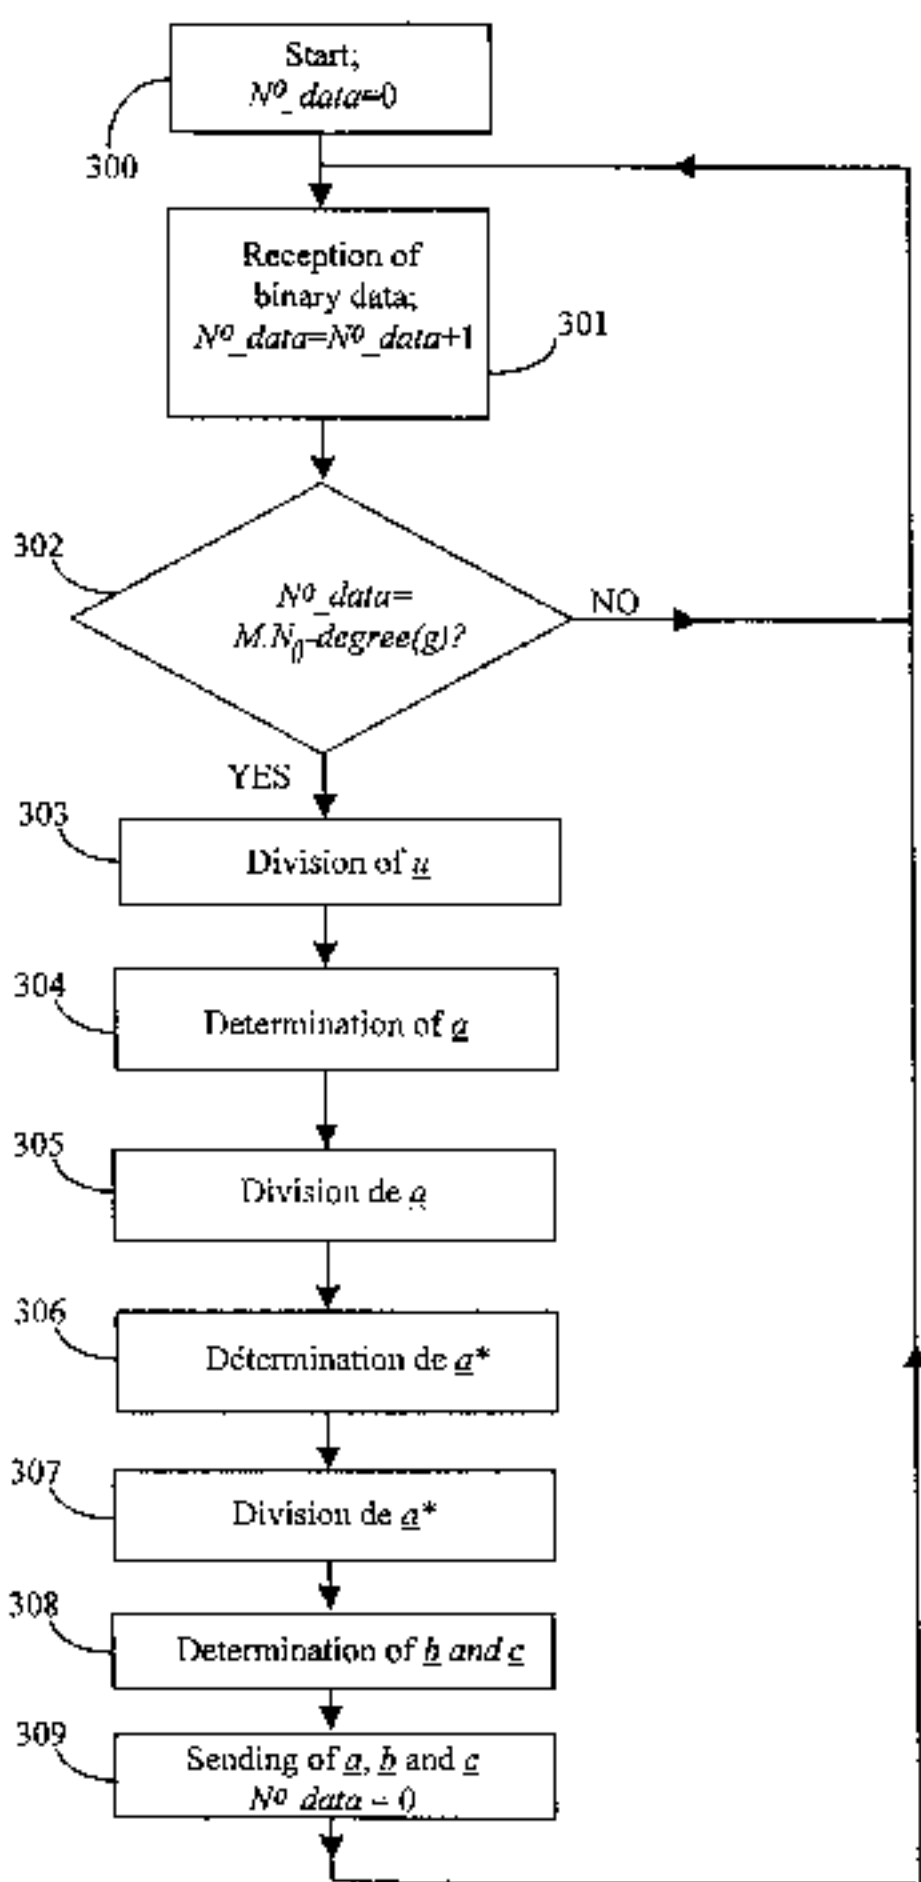 Start;
Nº_data=0
300
Reception of
binary data;
Nº_data=Nº_data+1
301
302
Nº_data=
M.N₀-degree(g)?
NO
YES
303
Division of u
304
Determination of a
305
Division de a
306
Détermination de a*
307
Division de a*
308
Determination of b and c
309
Sending of a, b and c
Nº data = 0